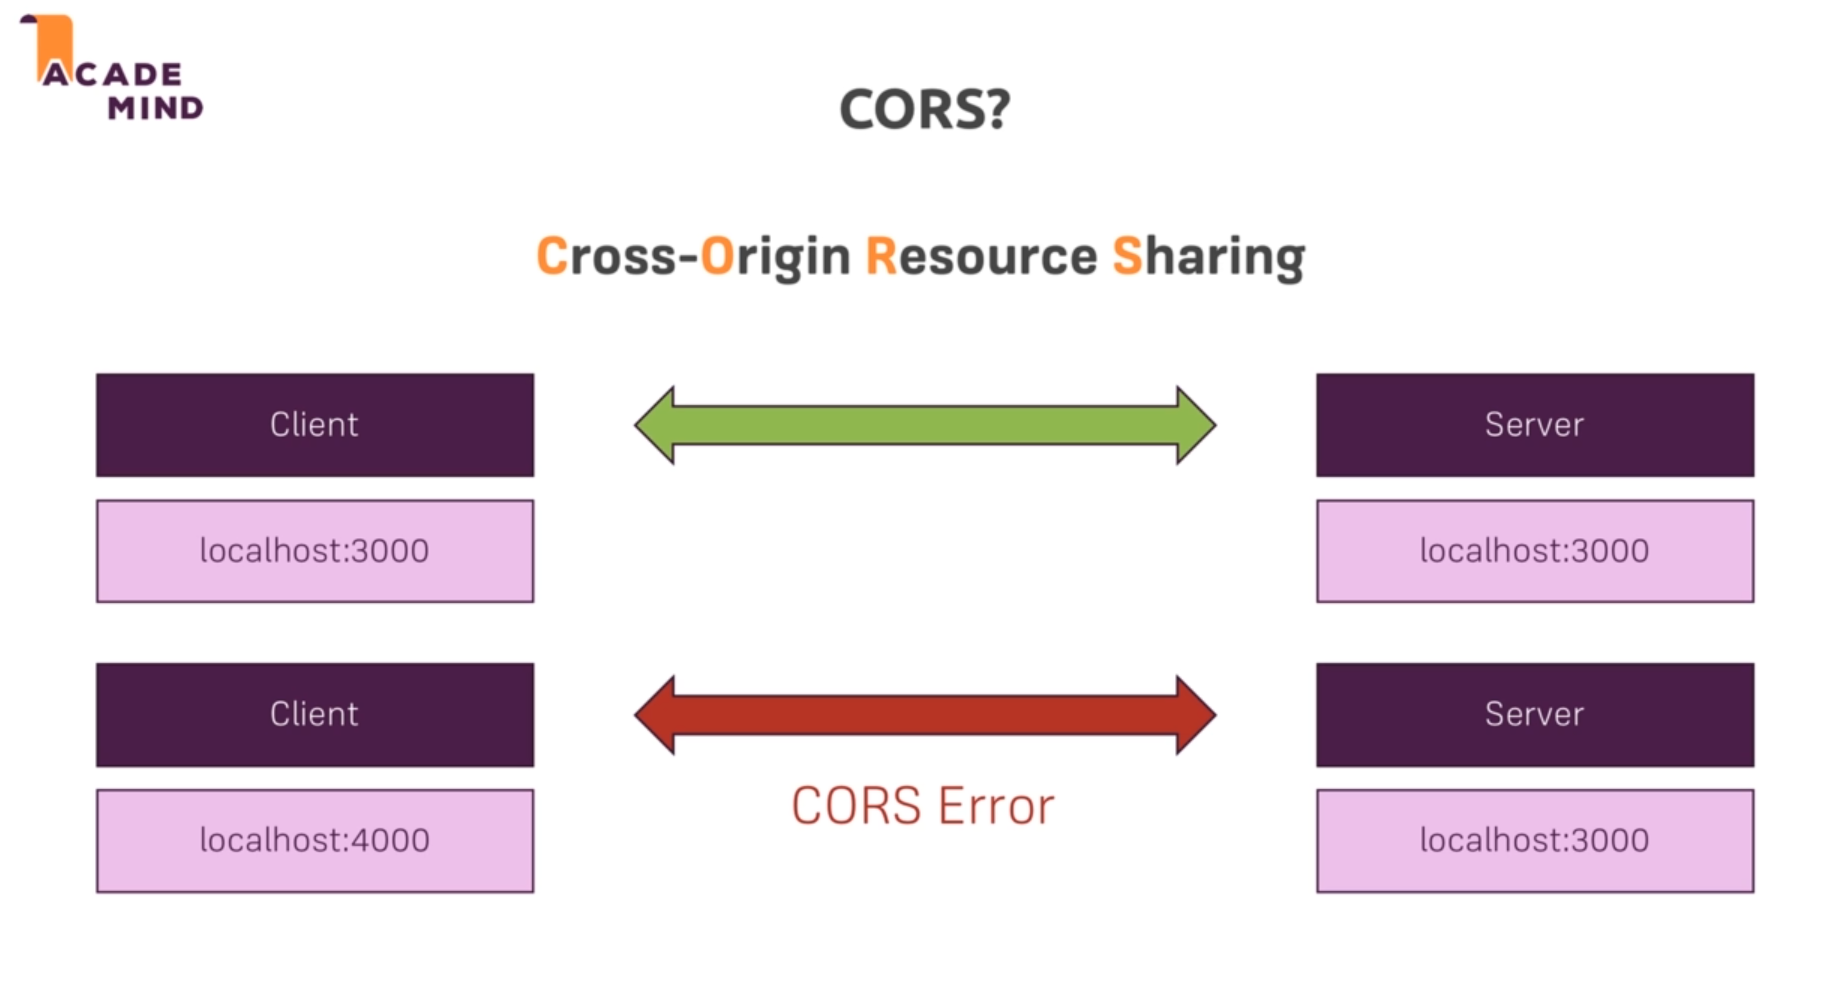 ACADE
MIND
CORS?
Cross-Origin Resource Sharing
Client
Server
localhost:3000
localhost:3000
Client
Server
CORS Error
localhost:4000
localhost:3000